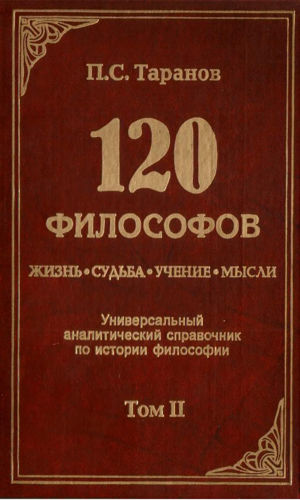 П.С. Таранов
120
ФИЛОСОФОВ
ЖИЗНЬ•СУДЬБА•УЧЕНИЕ•МЫСЛИ
Универсальный
аналитический справочник
по истории философии
Том II